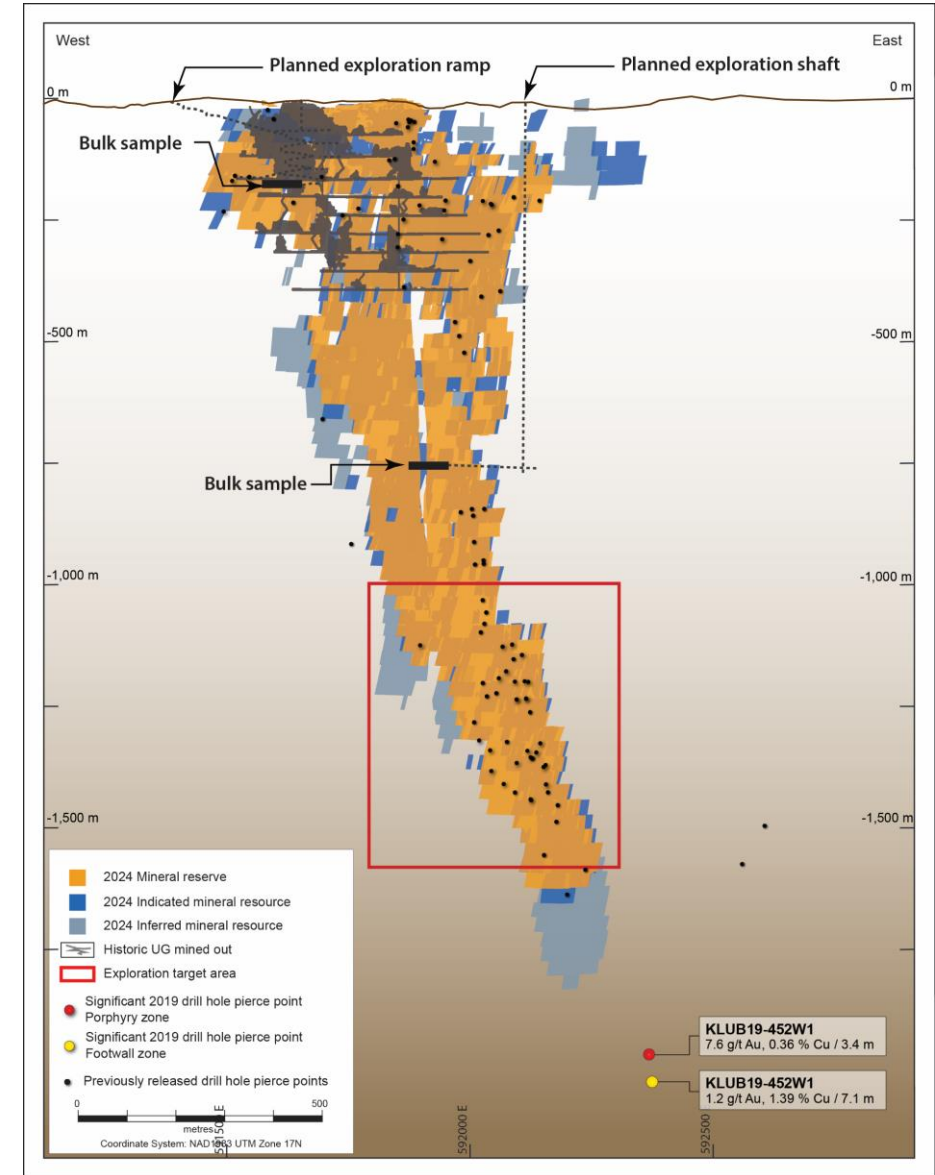 West
East
Planned exploration ramp
Planned exploration shaft
0 m
0 m
Bulk sample
Bulk sample
-500 m
-500 m
-1,000 m
-1,000 m
-1,500 m
-1,500 m
2024 Mineral reserve
2024 Indicated mineral resource
2024 Inferred mineral resource
Historic UG mined out
Exploration target area
Significant 2019 drill hole pierce point
Porphyry zone
Significant 2019 drill hole pierce point
Footwall zone
Previously released drill hole pierce points
0
500
metres
Coordinate System: NAD1983 UTM Zone 17N
KLUB19-452W1
7.6 g/t Au, 0.36 % Cu / 3.4 m
KLUB19-452W1
1.2 g/t Au, 1.39 % Cu / 7.1 m
591500 E
592000 E
592500